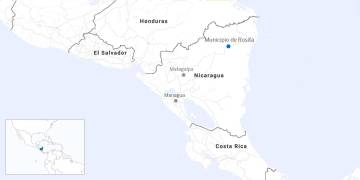 Honduras
Municipio de Rosita
El Salvador
Matagalpa
Nicaragua
Managua
Costa Rica